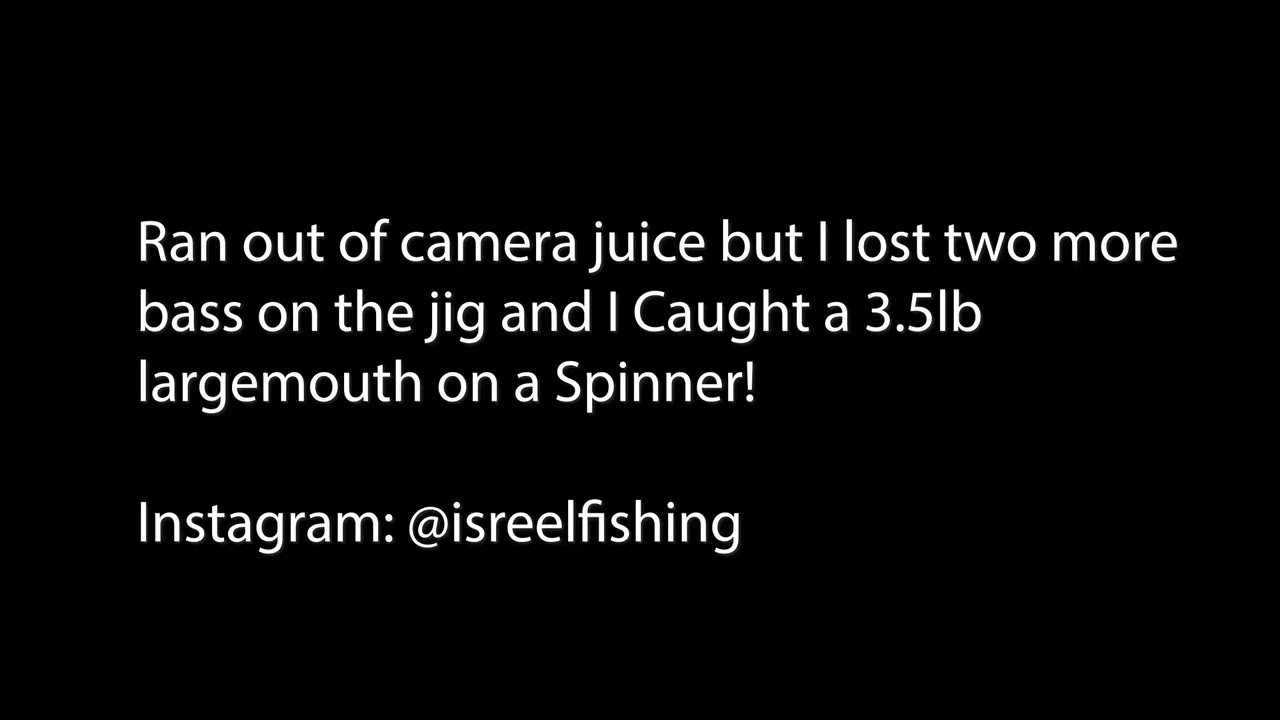 Ran out of camera juice but I lost two more
bass on the jig and I Caught a 3.5lb
largemouth on a Spinner!
Instagram: @isreelfishing